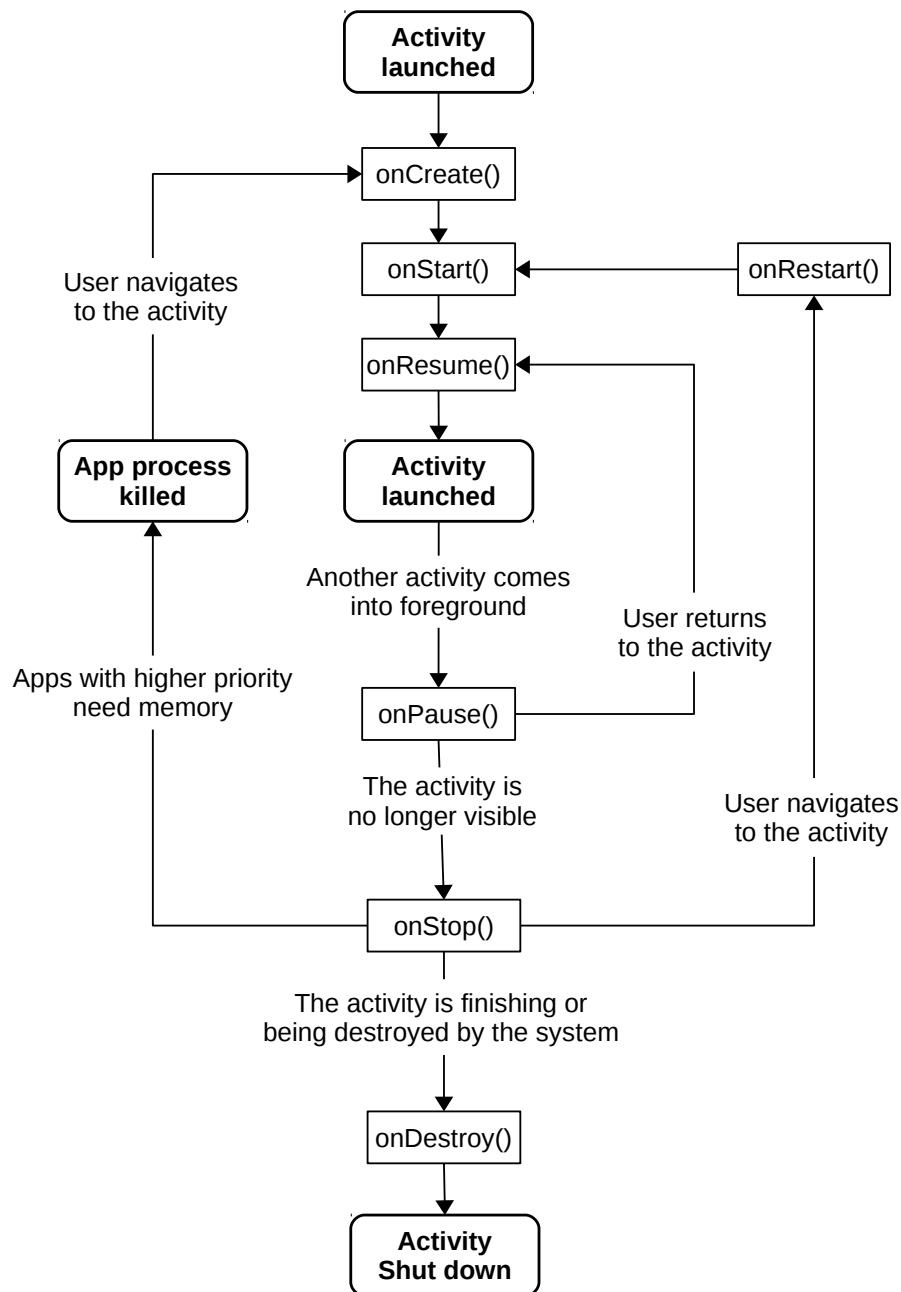 Activity
launched
onCreate()
User navigates
to the activity
onStart()
onRestart()
onResume()
App process
killed
Activity
launched
Another activity comes
into foreground
User returns
to the activity
Apps with higher priority
need memory
onPause()
The activity is
no longer visible
User navigates
to the activity
onStop()
The activity is finishing or
being destroyed by the system
onDestroy()
Activity
Shut down